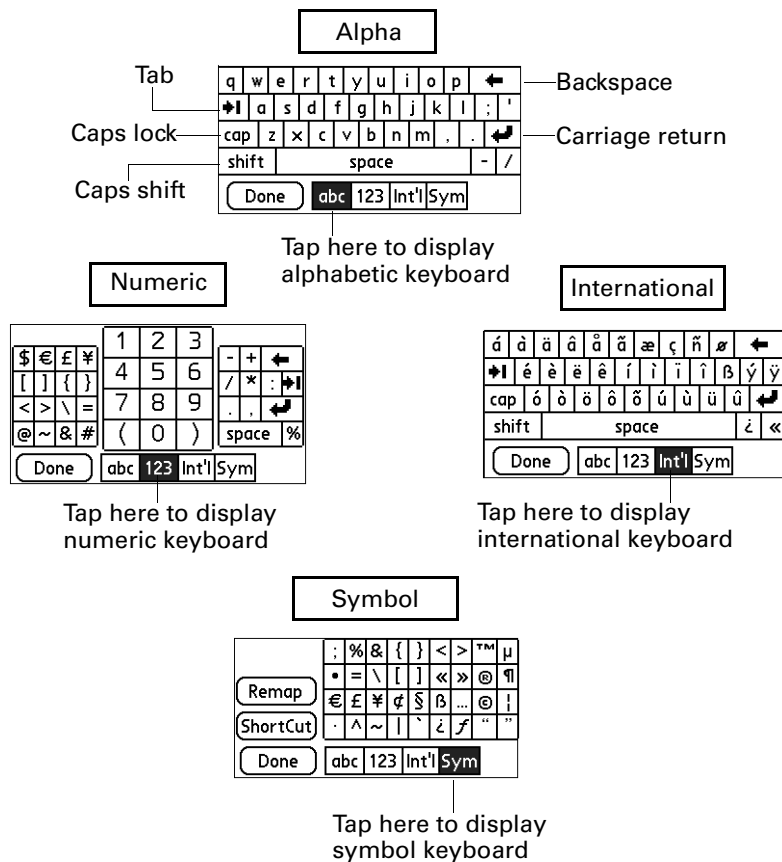 Alpha
Tab
q w e r t y u i o p ←
Backspace
a s d f g h j k l ; '
Caps lock
cap z x c v b n m , .
Carriage return
shift space - /
Caps shift
Done abc 123 Int'l Sym
Tap here to display
alphabetic keyboard
Numeric
1 2 3
$ € £ ¥
- + ←
4 5 6
[ ] { }
/ * :
7 8 9
< > \ =
. ,
( 0 )
@ ~ & #
space %
Done abc 123 Int'l Sym
Tap here to display
numeric keyboard
International
á à ä â å ã æ ç ñ ø ←
é è ë ê í ì ï î ß ý ÿ
cap ó ò ö ô õ ú ù ü û
shift space ¿ «
Done abc 123 Int'l Sym
Tap here to display
international keyboard
Symbol
; % & { } < > ™ µ
• = \ [ ] « » ® ¶
Remap
€ £ ¥ ¢ § ß … © ¦
ShortCut
· ^ ~ | ` ¿ ƒ “ ”
Done abc 123 Int'l Sym
Tap here to display
symbol keyboard